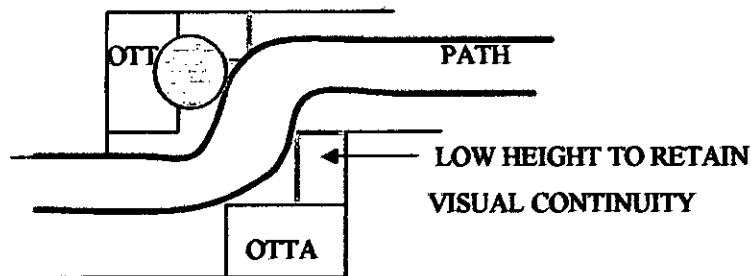 OTT
PATH
LOW HEIGHT TO RETAIN
VISUAL CONTINUITY
OTTA